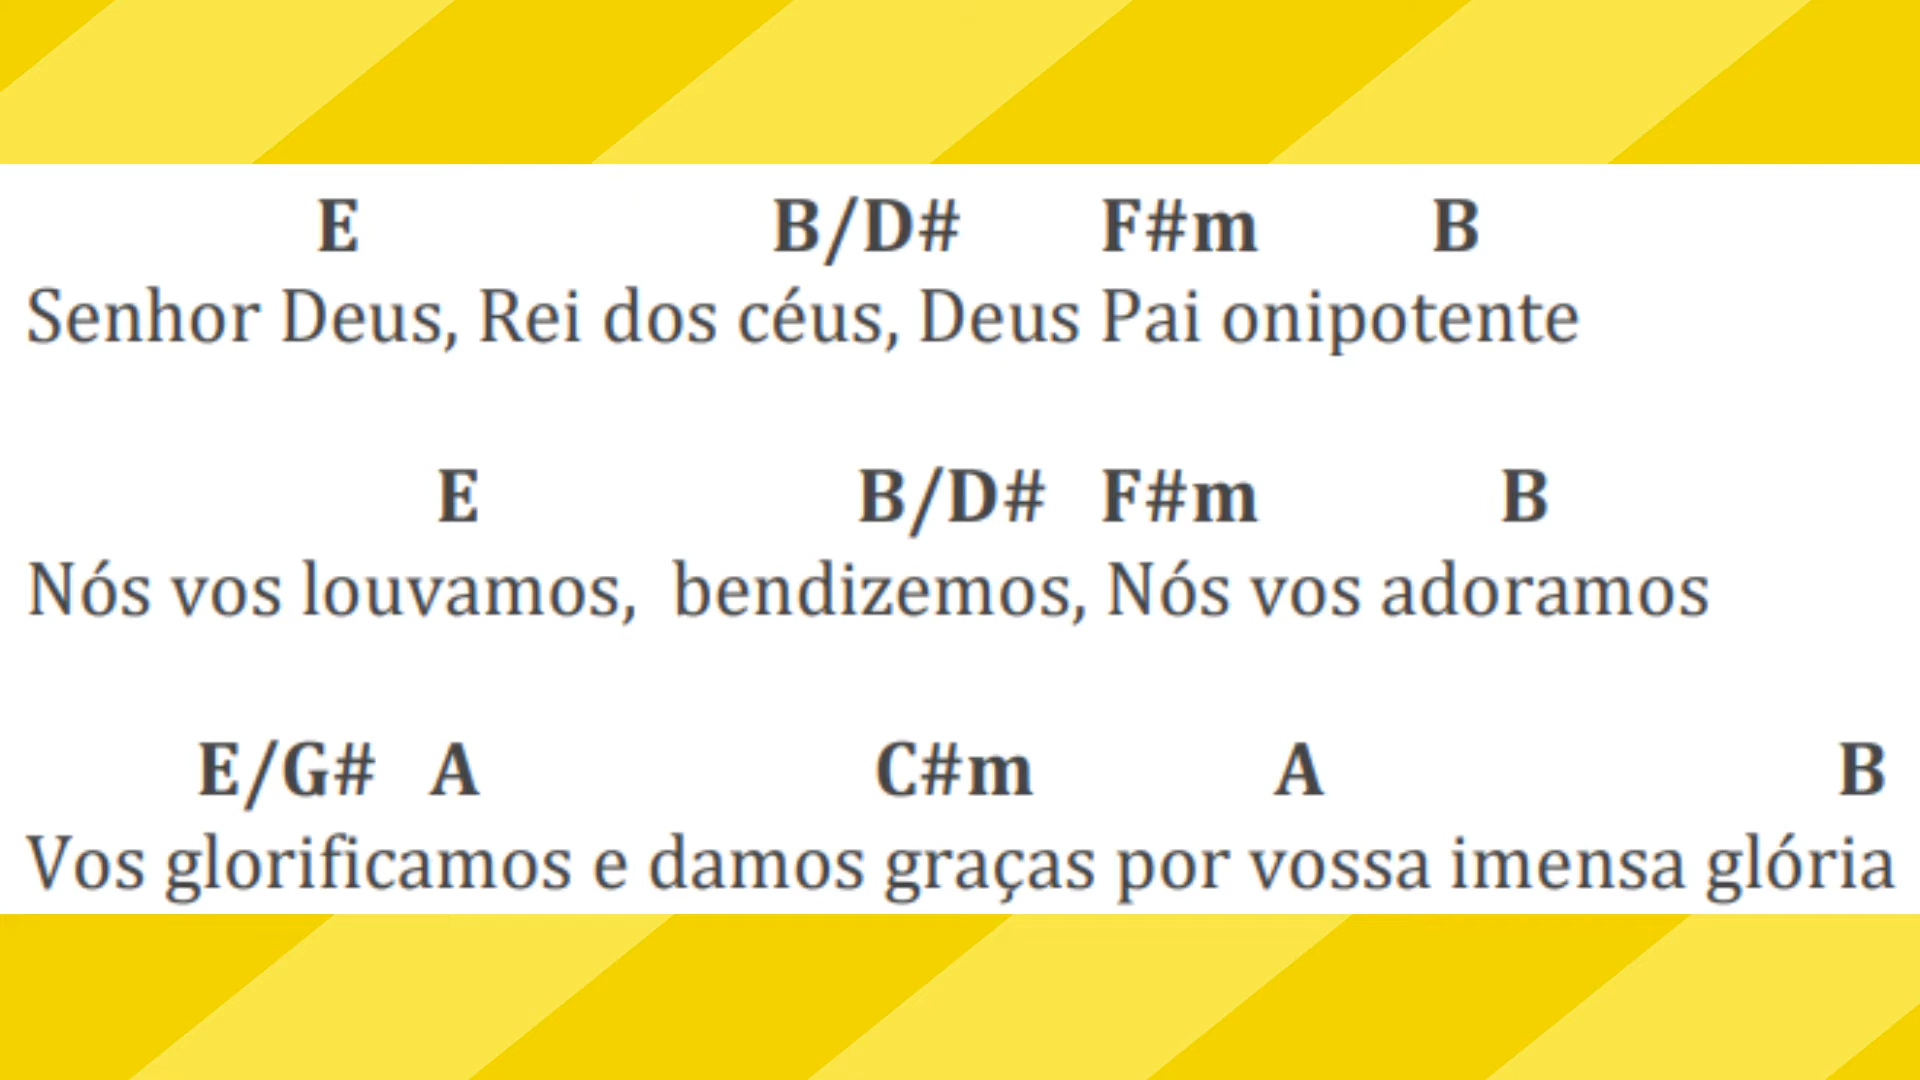 E B/D# F#m B
Senhor Deus, Rei dos céus, Deus Pai onipotente
E B/D# F#m B
Nós vos louvamos, bendizemos, Nós vos adoramos
E/G# A C#m A B
Vos glorificamos e damos graças por vossa imensa glória